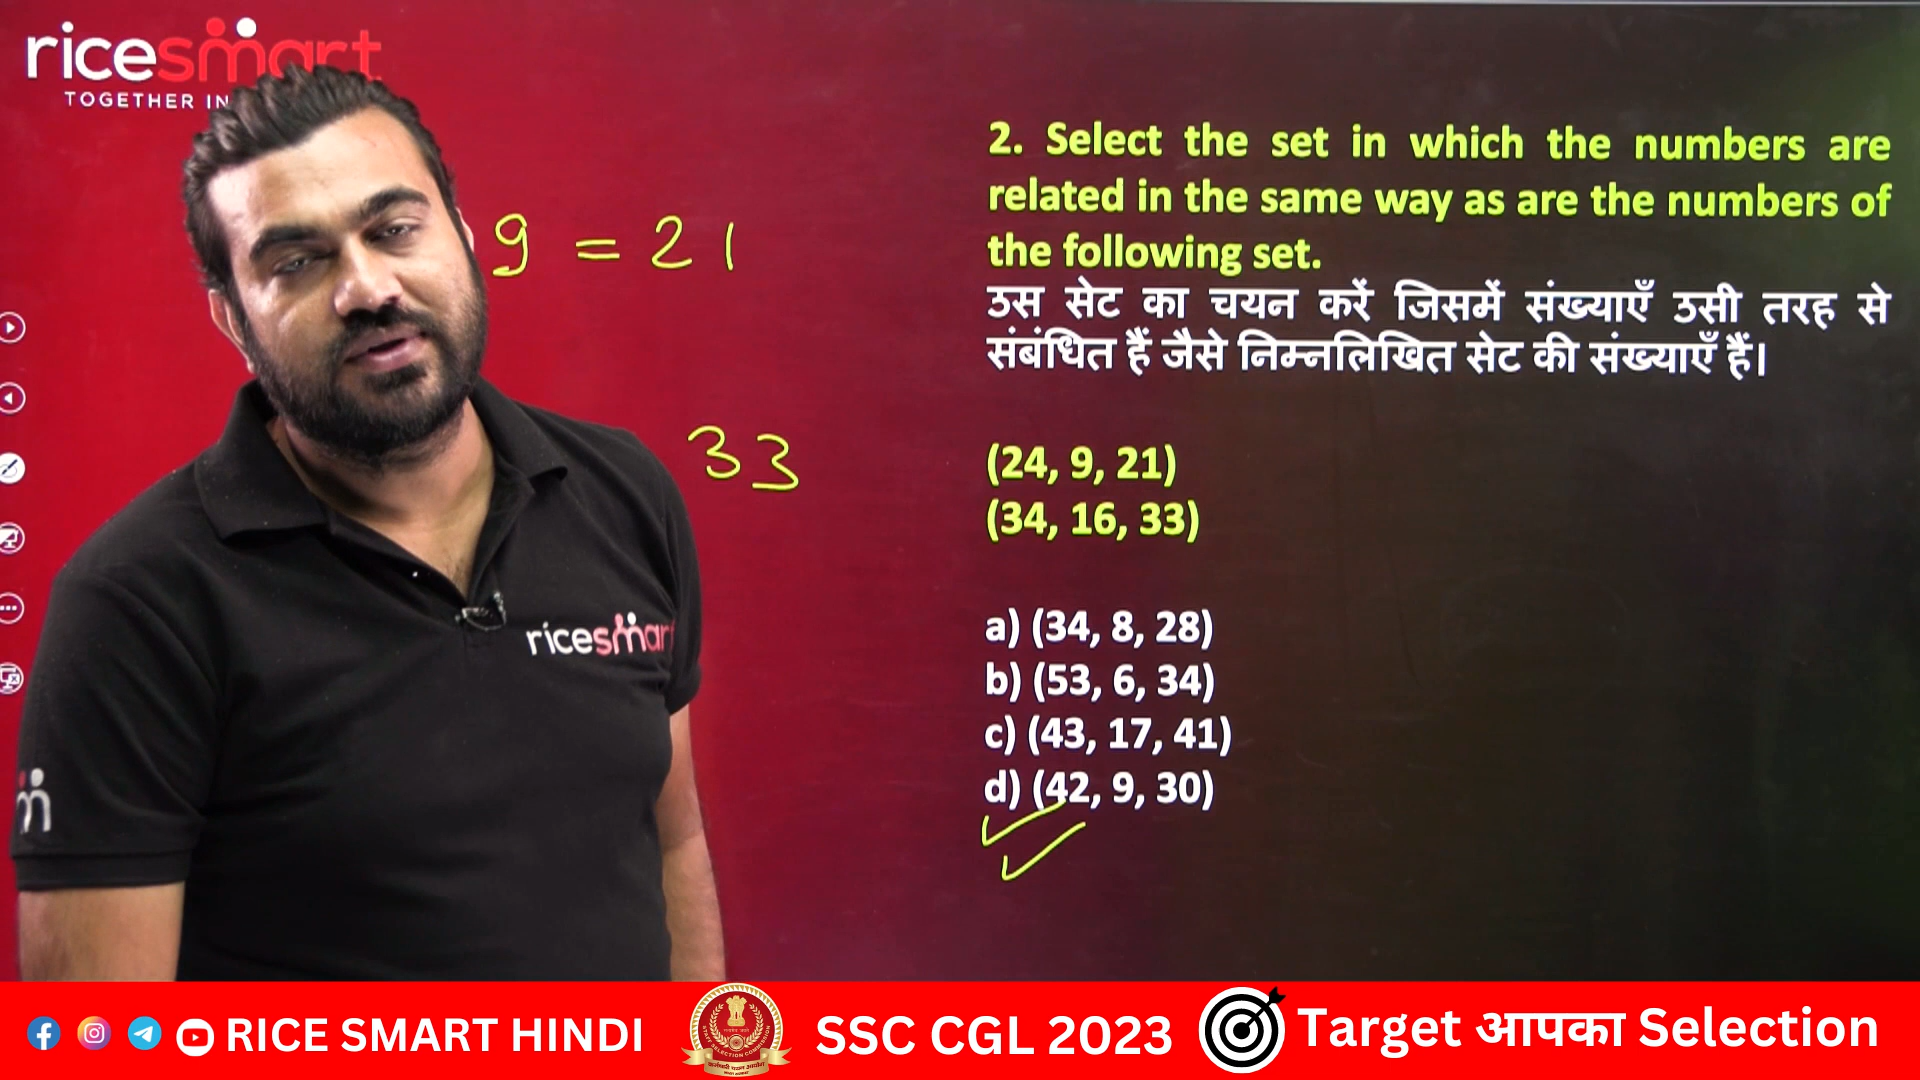 ricesmart
TOGETHER IN
9 = 21
33
2. Select the set in which the numbers are
related in the same way as are the numbers of
the following set.
उस सेट का चयन करें जिसमें संख्याएँ उसी तरह से
संबंधित हैं जैसे निम्नलिखित सेट की संख्याएँ हैं।
(24, 9, 21)
(34, 16, 33)
a) (34, 8, 28)
b) (53, 6, 34)
c) (43, 17, 41)
d) (42, 9, 30)
ricesmart
RICE SMART HINDI
SSC CGL 2023
Target आपका Selection